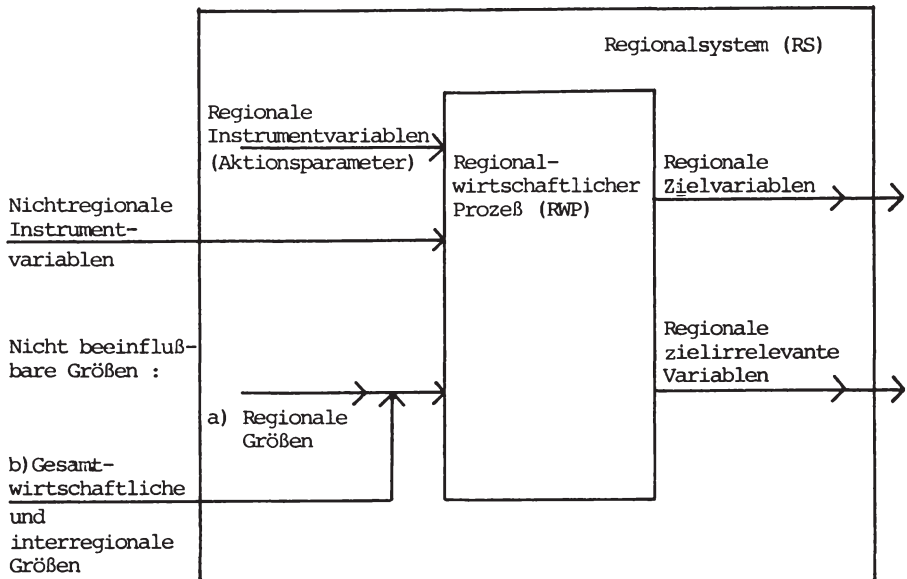 Regionalsystem (RS)
Regionale
Instrumentvariablen
(Aktionsparameter)
Regional-
wirtschaftlicher
Prozeß (RWP)
Regionale
Zielvariablen
Nichtregionale
Instrument-
variablen
Regionale
zielirrelevante
Variablen
Nicht beeinfluß-
bare Größen :
a) Regionale
Größen
b) Gesamt-
wirtschaftliche
und
interregionale
Größen